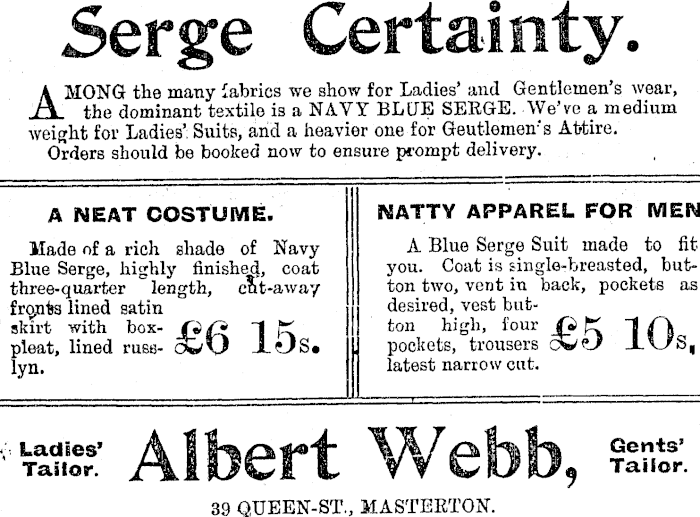 Serge Certainty.
AMONG the many fabrics we show for Ladies' and Gentlemen's wear,
the dominant textile is a NAVY BLUE SERGE. We've a medium
weight for Ladies' Suits, and a heavier one for Geutlemen's Attire.
Orders should be booked now to ensure prompt delivery.
A NEAT COSTUME.
Made of a rich shade of Navy
Blue Serge, highly finished, coat
three-quarter length, cut-away
fronts lined satin
skirt with box-
pleat, lined russ-
lyn.
£6 15s.
NATTY APPAREL FOR MEN
A Blue Serge Suit made to fit
you. Coat is single-breasted, but-
ton two, vent in back, pockets as
desired, vest but-
ton high, four
pockets, trousers
latest narrow cut.
£5 10s,
Ladies'
Tailor.
Albert Webb,
Gents'
Tailor.
39 QUEEN-ST., MASTERTON.